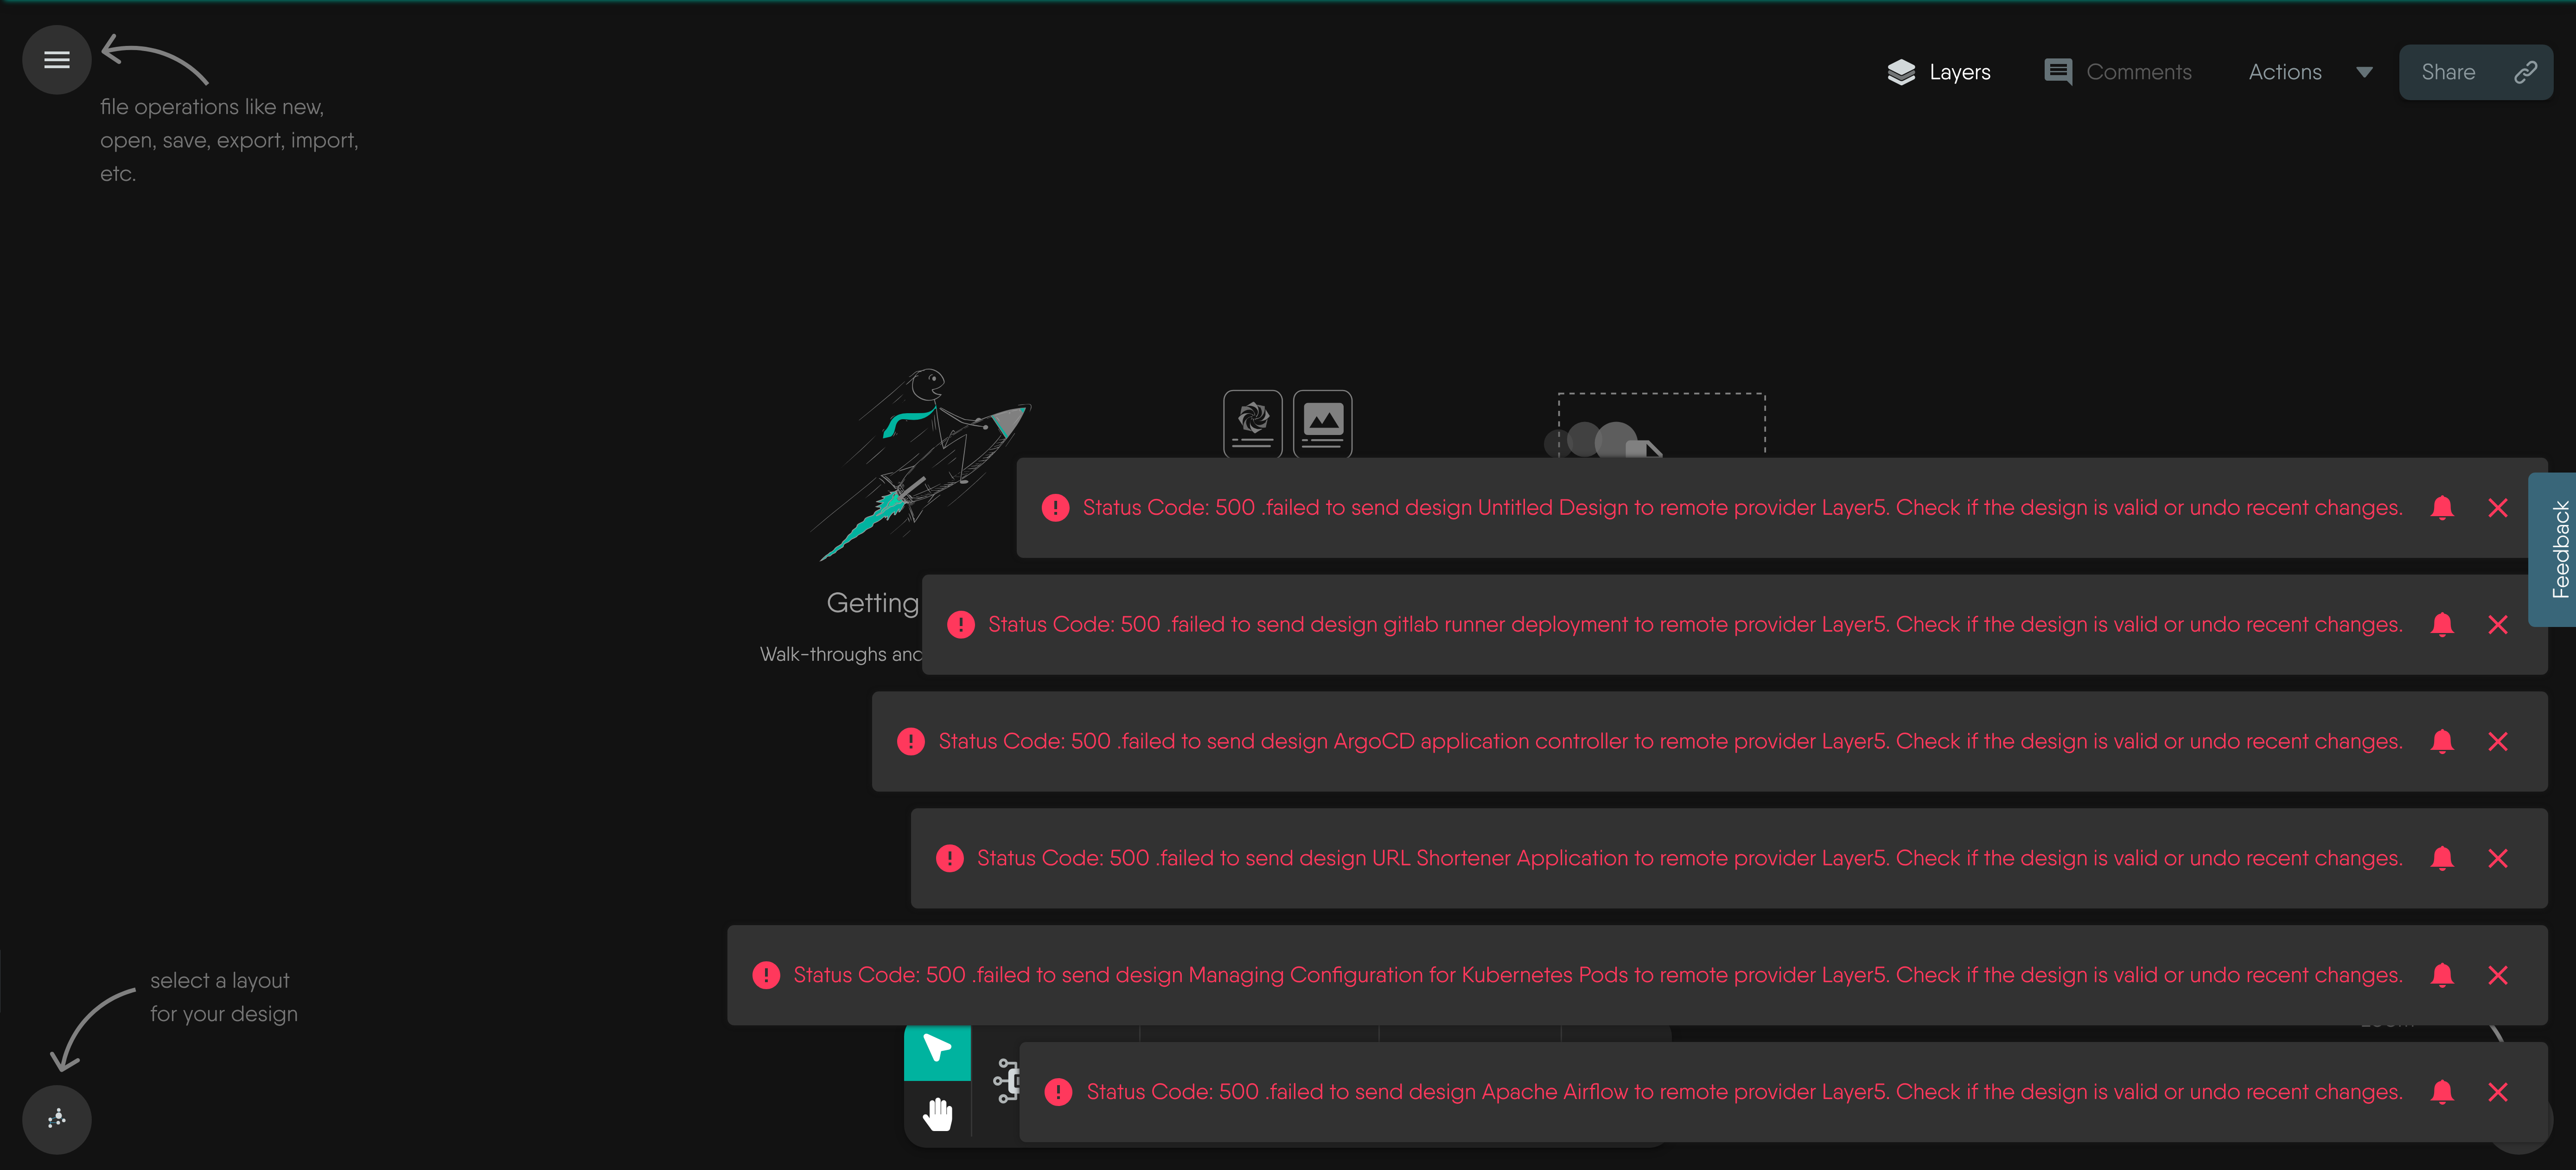 file operations like new,
open, save, export, import,
etc.
Layers
Comments
Actions
Share
Status Code: 500 .failed to send design Untitled Design to remote provider Layer5. Check if the design is valid or undo recent changes.
Feedback
Getting
Status Code: 500 .failed to send design gitlab runner deployment to remote provider Layer5. Check if the design is valid or undo recent changes.
Walk-throughs and
Status Code: 500 .failed to send design ArgoCD application controller to remote provider Layer5. Check if the design is valid or undo recent changes.
Status Code: 500 .failed to send design URL Shortener Application to remote provider Layer5. Check if the design is valid or undo recent changes.
Status Code: 500 .failed to send design Managing Configuration for Kubernetes Pods to remote provider Layer5. Check if the design is valid or undo recent changes.
select a layout
for your design
Status Code: 500 .failed to send design Apache Airflow to remote provider Layer5. Check if the design is valid or undo recent changes.